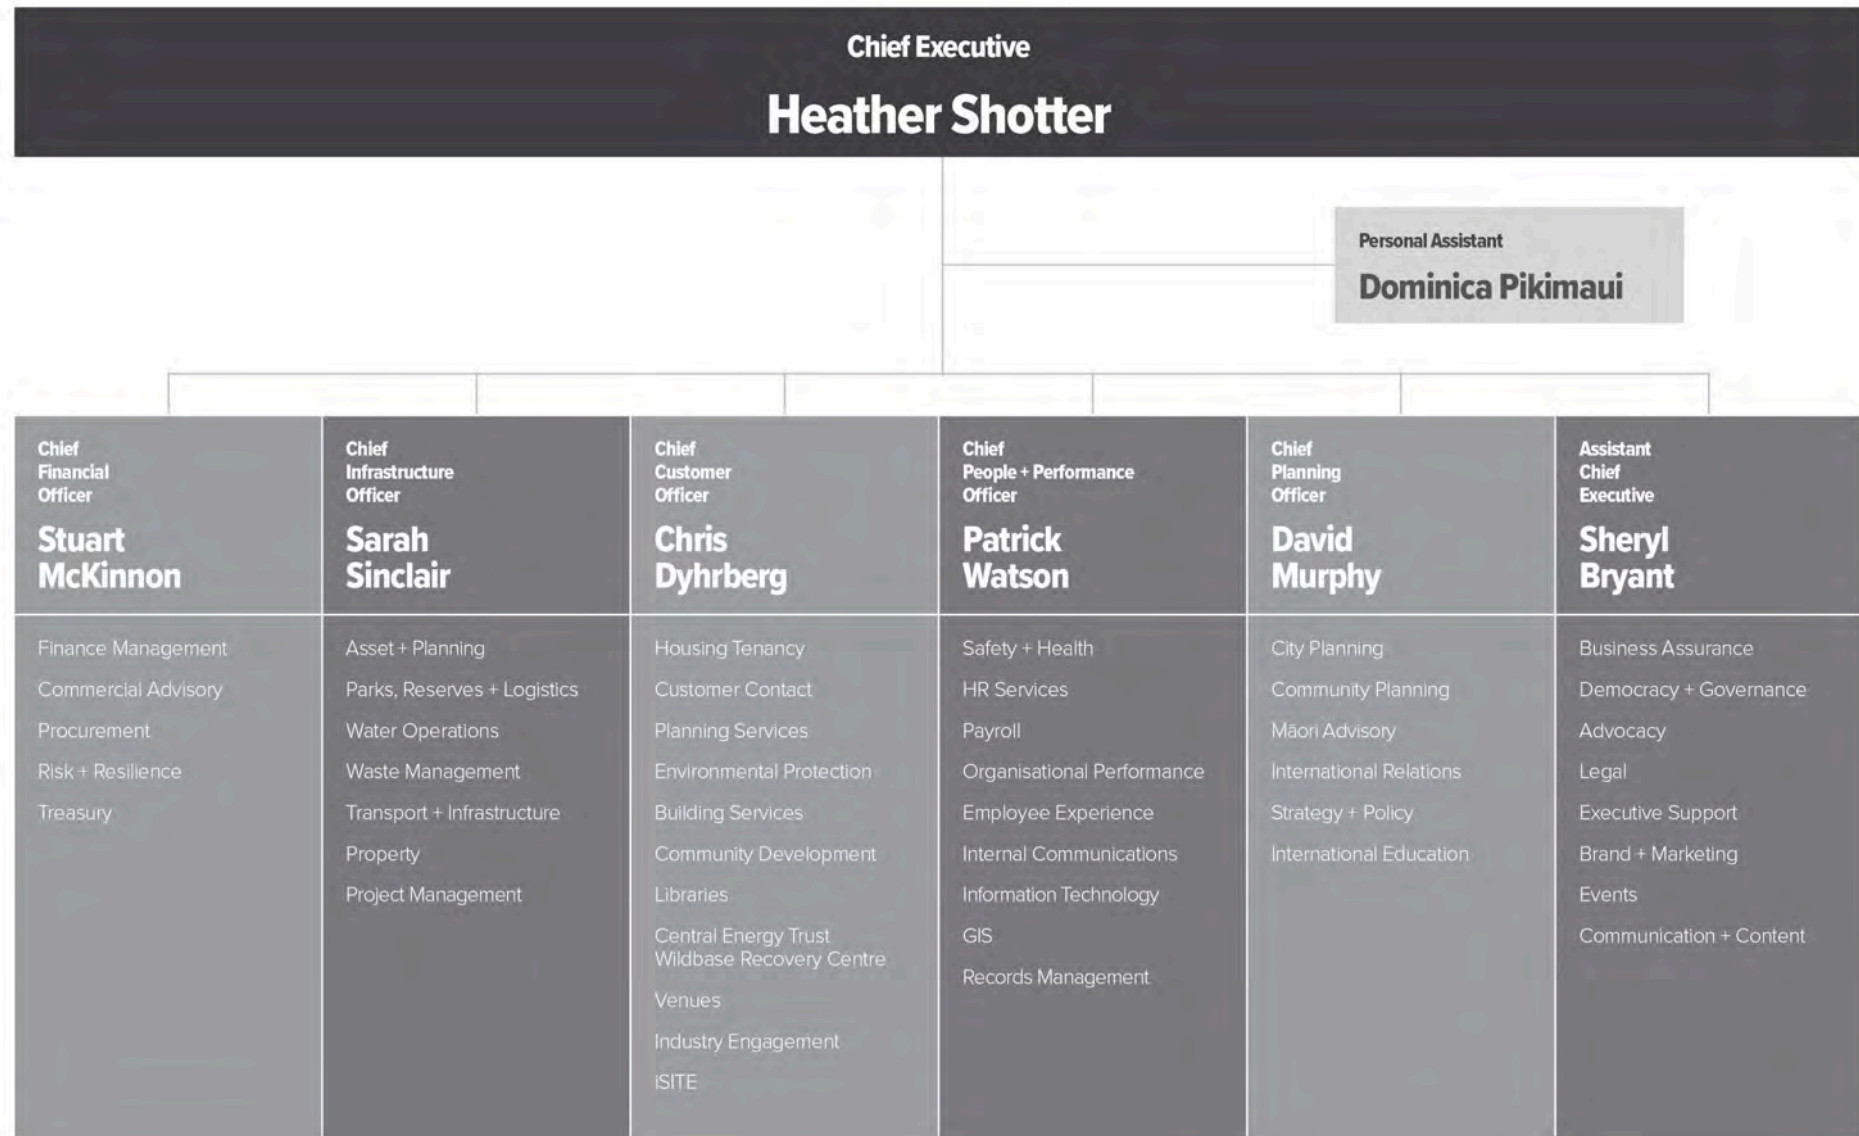 Chief Executive
Heather Shotter
Personal Assistant
Dominica Pikimaui
Chief
Financial
Officer
Stuart
McKinnon
Finance Management
Commercial Advisory
Procurement
Risk + Resilience
Treasury
Chief
Infrastructure
Officer
Sarah
Sinclair
Asset + Planning
Parks, Reserves + Logistics
Water Operations
Waste Management
Transport + Infrastructure
Property
Project Management
Chief
Customer
Officer
Chris
Dyhrberg
Housing Tenancy
Customer Contact
Planning Services
Environmental Protection
Building Services
Community Development
Libraries
Central Energy Trust
Wildbase Recovery Centre
Venues
Industry Engagement
iSITE
Chief
People + Performance
Officer
Patrick
Watson
Safety + Health
HR Services
Payroll
Organisational Performance
Employee Experience
Internal Communications
Information Technology
GIS
Records Management
Chief
Planning
Officer
David
Murphy
City Planning
Community Planning
Māori Advisory
International Relations
Strategy + Policy
International Education
Assistant
Chief
Executive
Sheryl
Bryant
Business Assurance
Democracy + Governance
Advocacy
Legal
Executive Support
Brand + Marketing
Events
Communication + Content